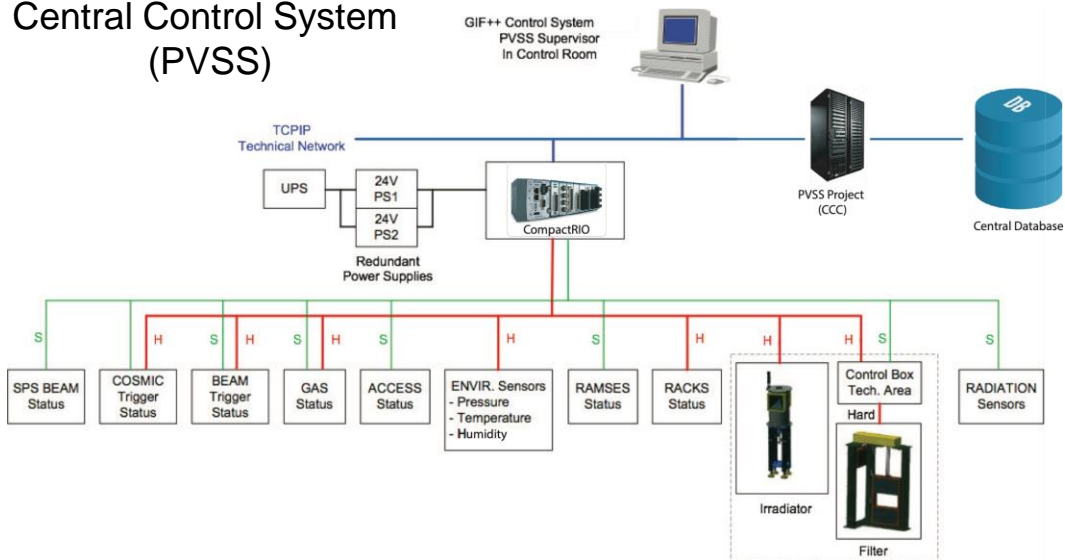 Central Control System
(PVSS)
GIF++ Control System
PVSS Supervisor
In Control Room
DB
TCPIP
Technical Network
UPS
24V
PS1
24V
PS2
Redundant
Power Supplies
CompactRIO
PVSS Project
(CCC)
Central Database
S
H
S
H
S
H
S
H
S
H
H
H
S
S
SPS BEAM
Status
COSMIC
Trigger
Status
BEAM
Trigger
Status
GAS
Status
ACCESS
Status
ENVIR. Sensors
- Pressure
- Temperature
- Humidity
RAMSES
Status
RACKS
Status
Control Box
Tech. Area
RADIATION
Sensors
Hard
Irradiator
Filter